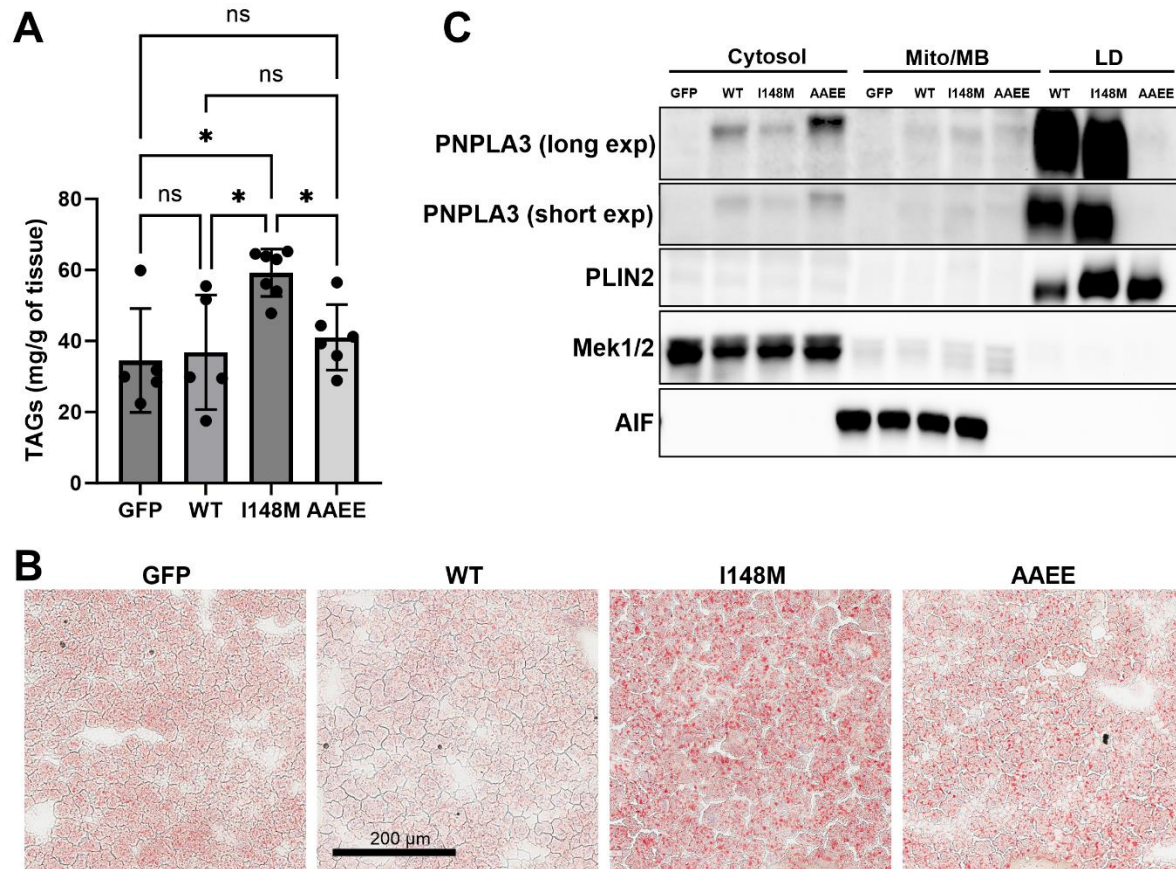 A
ns
ns
*
ns
*
*
TAGs (mg/g of tissue)
80
60
40
20
0
GFP WT I148M AAEE
C
Cytosol Mito/MB LD
GFP WT I148M AAEE GFP WT I148M AAEE WT I148M AAEE
PNPLA3 (long exp)
PNPLA3 (short exp)
PLIN2
Mek1/2
AIF
B
GFP WT I148M AAEE
200 µm